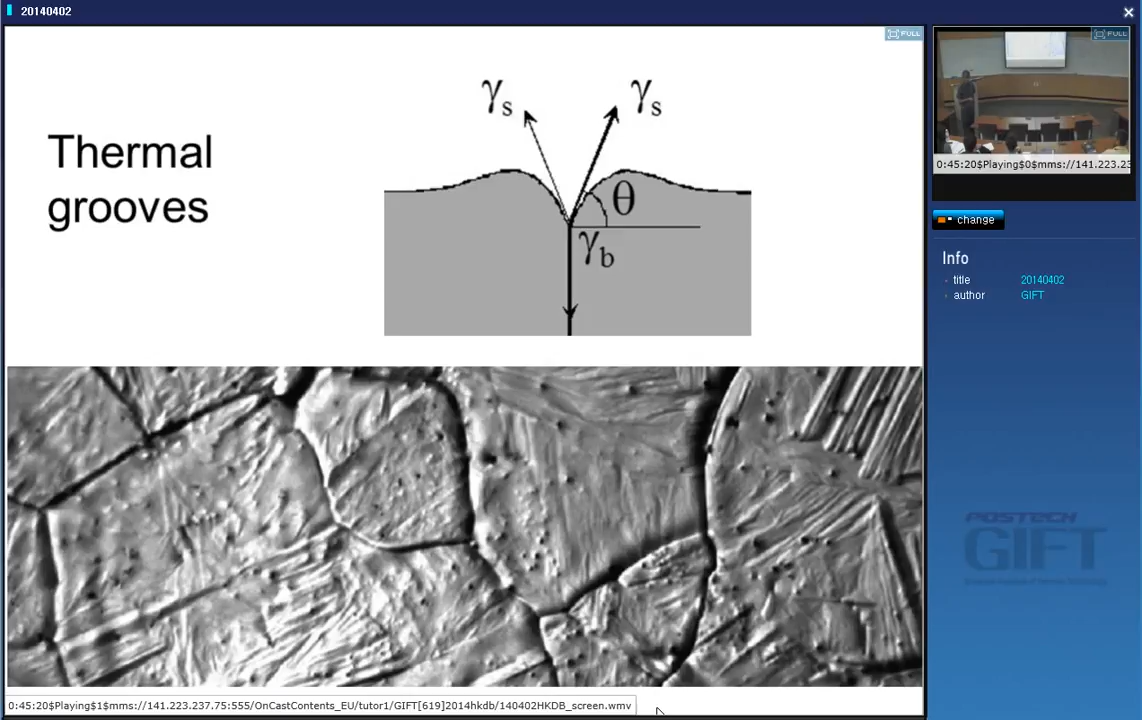 20140402
FULL
FULL
Thermal
grooves
γs
γs
θ
γb
0:45:20$Playing$0$mms://141.223.23
change
Info
title 20140402
author GIFT
POSTECH
GIFT
0:45:20$Playing$1$mms://141.223.237.75:555/OnCastContents_EU/tutor1/GIFT[619]2014hkdb/140402HKDB_screen.wmv